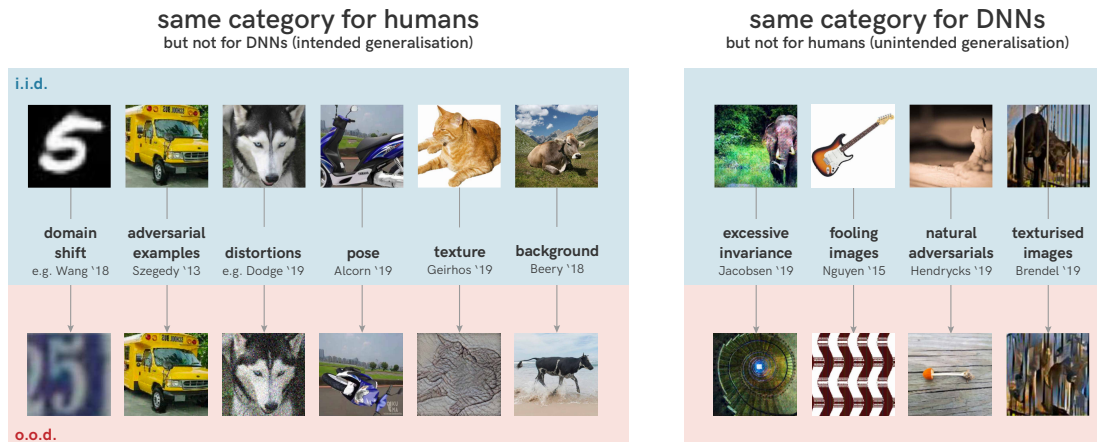 same category for humans
but not for DNNs (intended generalisation)
same category for DNNs
but not for humans (unintended generalisation)
i.i.d.
5
domain
shift
e.g. Wang ‘18
adversarial
examples
Szegedy ‘13
distortions
e.g. Dodge ‘19
pose
Alcorn ‘19
texture
Geirhos ‘19
background
Beery ‘18
excessive
invariance
Jacobsen ‘19
fooling
images
Nguyen ‘15
natural
adversarials
Hendrycks ‘19
texturised
images
Brendel ‘19
5
o.o.d.